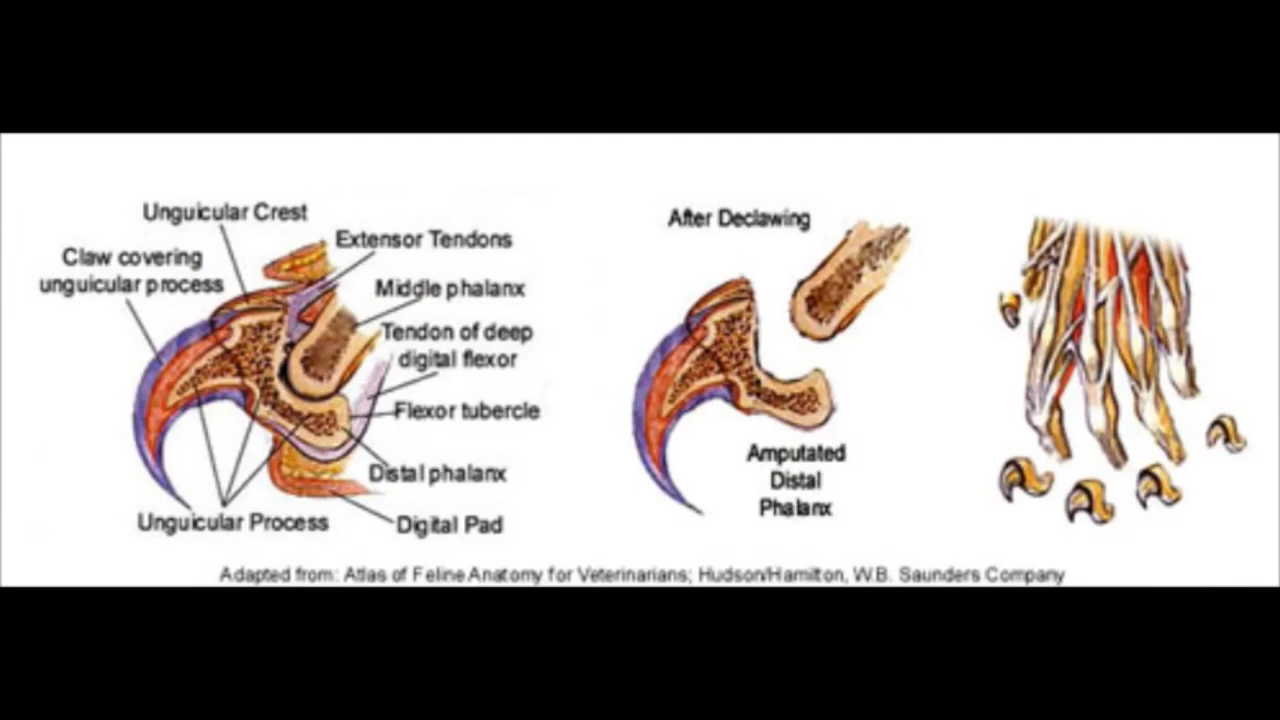 Unguicular Crest
Claw covering
unguicular process
Extensor Tendons
Middle phalanx
Tendon of deep
digital flexor
Flexor tubercle
Distal phalanx
Unguicular Process
Digital Pad
After Declawing
Amputated
Distal
Phalanx
Adapted from: Atlas of Feline Anatomy for Veterinarians; Hudson/Hamilton, W.B. Saunders Company